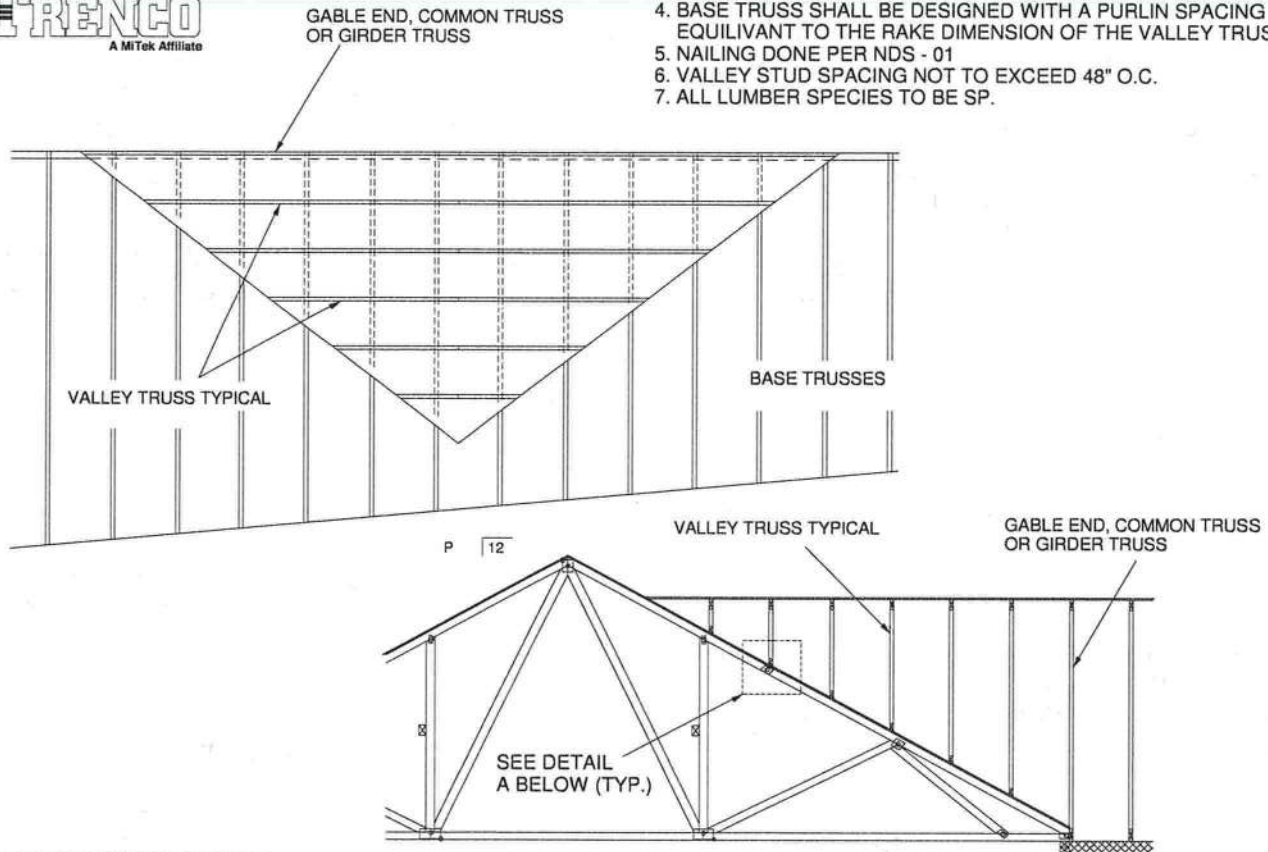 TRENCO
A MiTek Affiliate
GABLE END, COMMON TRUSS
OR GIRDER TRUSS
4. BASE TRUSS SHALL BE DESIGNED WITH A PURLIN SPACING
EQUILIVANT TO THE RAKE DIMENSION OF THE VALLEY TRUS
5. NAILING DONE PER NDS - 01
6. VALLEY STUD SPACING NOT TO EXCEED 48" O.C.
7. ALL LUMBER SPECIES TO BE SP.
VALLEY TRUSS TYPICAL
BASE TRUSSES
P 12
VALLEY TRUSS TYPICAL
GABLE END, COMMON TRUSS
OR GIRDER TRUSS
SEE DETAIL
A BELOW (TYP.)